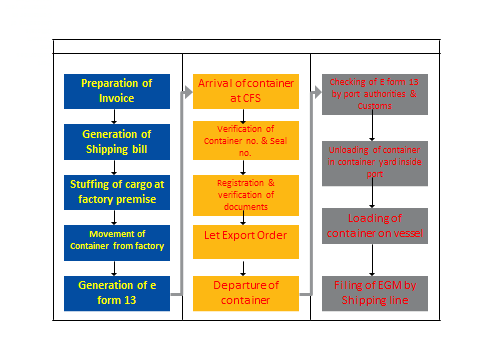 Preparation of
Invoice
Generation of
Shipping bill
Stuffing of cargo at
factory premise
Movement of
Container from factory
Generation of e
form 13
Arrival of container
at CFS
Verification of
Container no. & Seal
no.
Registration &
verification of
documents
Let Export Order
Departure of
container
Checking of E form 13
by port authorities &
Customs
Unloading of container
in container yard inside
port
Loading of
container on vessel
Filing of EGM by
Shipping line